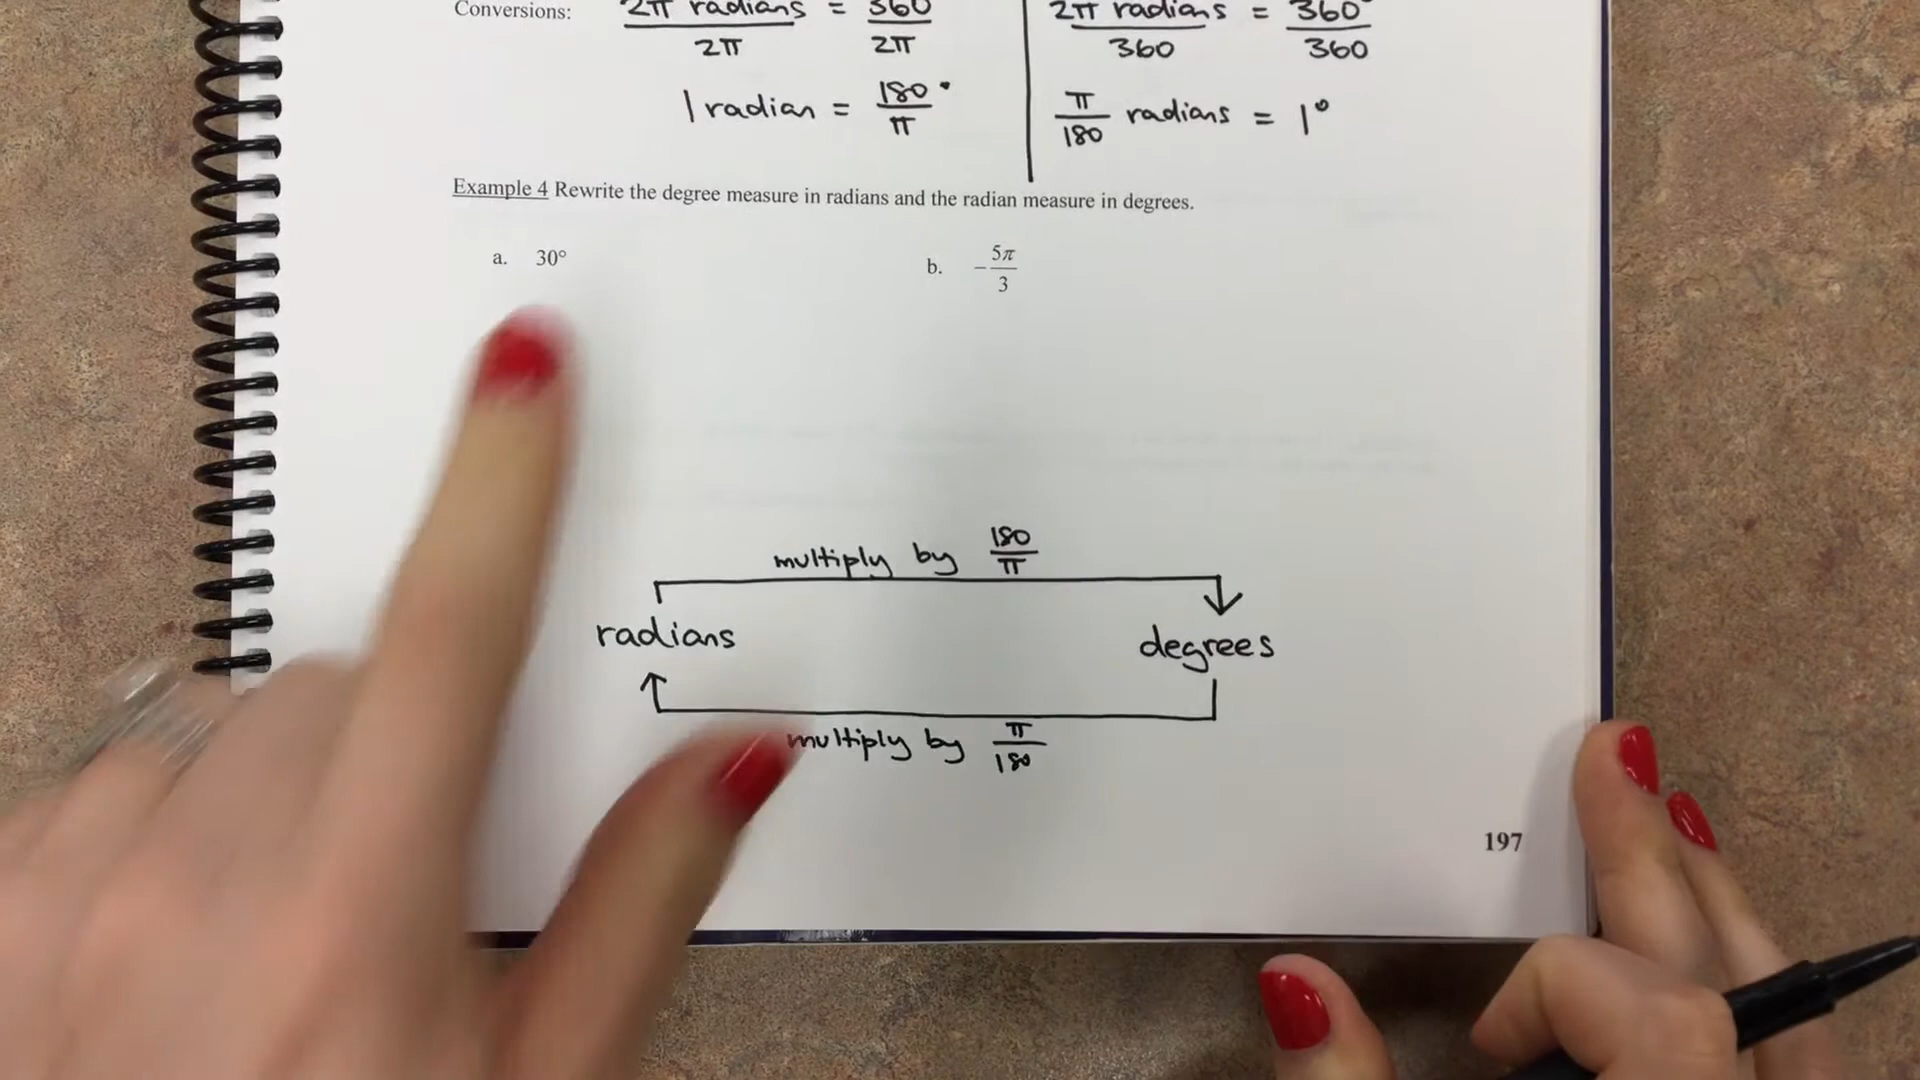 Conversions: 2π radians / 2π = 360 / 2π
1 radian = 180° / π
2π radians / 360 = 360° / 360
π/180 radians = 1°
Example 4 Rewrite the degree measure in radians and the radian measure in degrees.
a. 30°
b. -5π/3
multiply by 180/π
radians degrees
multiply by π/180
197